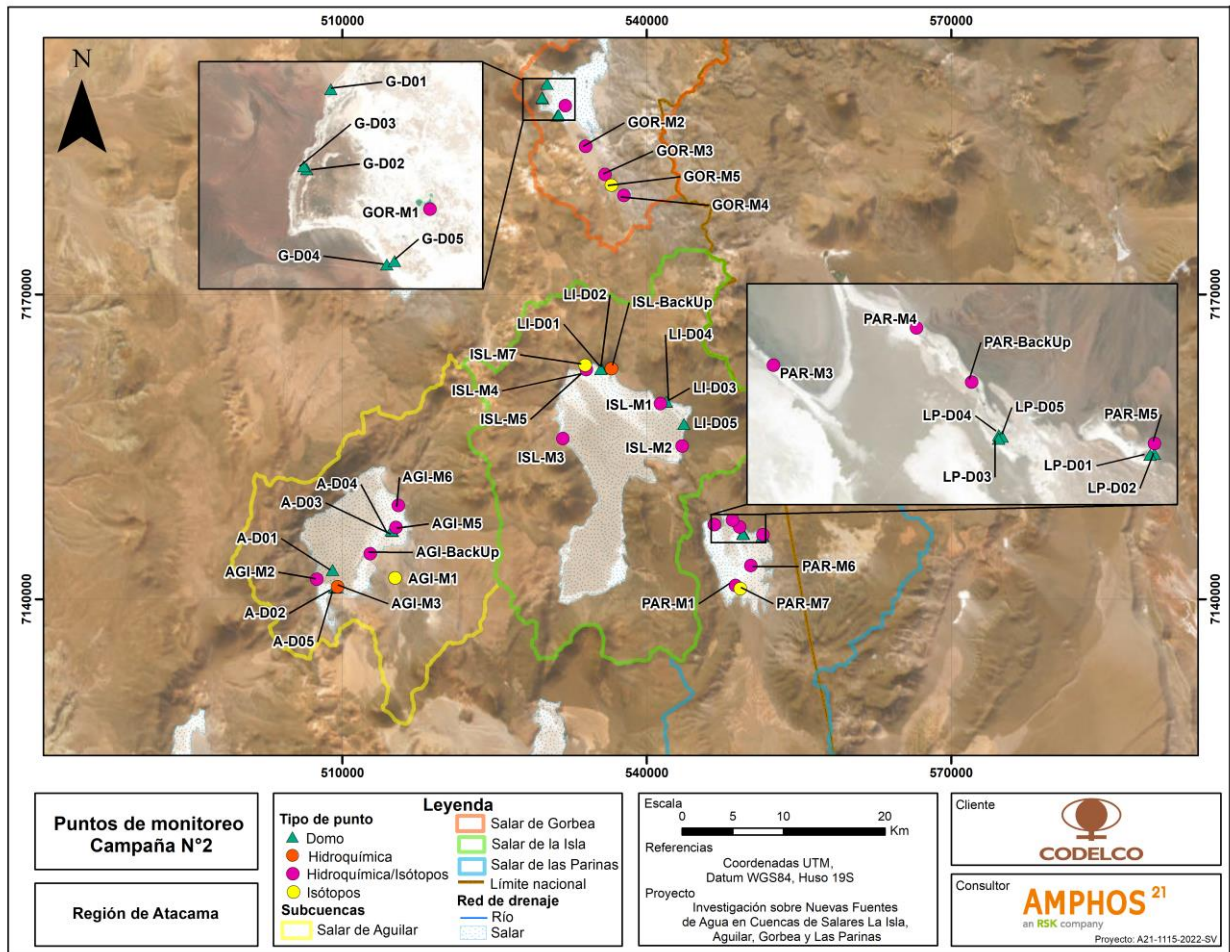 510000
540000
570000
N
G-D01
G-D03
G-D02
GOR-M1
G-D05
G-D04
GOR-M2
GOR-M3
GOR-M5
GOR-M4
7170000
7170000
LI-D02
ISL-BackUp
LI-D01
LI-D04
ISL-M7
ISL-M4
ISL-M5
ISL-M1
LI-D03
LI-D05
ISL-M3
ISL-M2
PAR-M4
PAR-BackUp
PAR-M3
LP-D04
LP-D05
PAR-M5
LP-D03
LP-D01
LP-D02
A-D04
AGI-M6
A-D03
AGI-M5
A-D01
AGI-BackUp
AGI-M2
AGI-M1
A-D02
AGI-M3
A-D05
PAR-M6
PAR-M1
PAR-M7
7140000
7140000
510000
540000
570000
Puntos de monitoreo
Campaña N°2
Región de Atacama
Leyenda
Tipo de punto
Domo
Hidroquímica
Hidroquímica/Isótopos
Isótopos
Subcuencas
Salar de Aguilar
Salar de Gorbea
Salar de la Isla
Salar de las Parinas
Límite nacional
Red de drenaje
Río
Salar
Escala
0 5 10 20
Km
Referencias
Coordenadas UTM,
Datum WGS84, Huso 19S
Proyecto
Investigación sobre Nuevas Fuentes
de Agua en Cuencas de Salares La Isla,
Aguilar, Gorbea y Las Parinas
Cliente
CODELCO
Consultor
AMPHOS 21
an RSK company
Proyecto: A21-1115-2022-SV